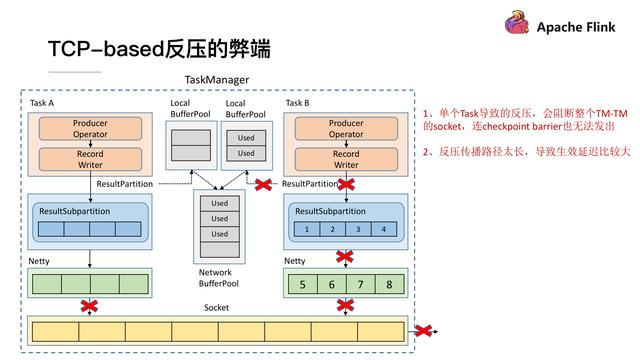 Apache Flink
TCP-based反压的弊端
TaskManager
Task A
Local
BufferPool
Local
BufferPool
Task B
Producer
Operator
Used
Producer
Operator
Record
Writer
Used
Record
Writer
ResultPartition
ResultPartition
ResultSubpartition
Used
Used
Used
ResultSubpartition
1 2 3 4
Netty
Network
BufferPool
Netty
5 6 7 8
Socket
1、单个Task导致的反压，会阻断整个TM-TM
的socket，连checkpoint barrier也无法发出
2、反压传播路径太长，导致生效延迟比较大